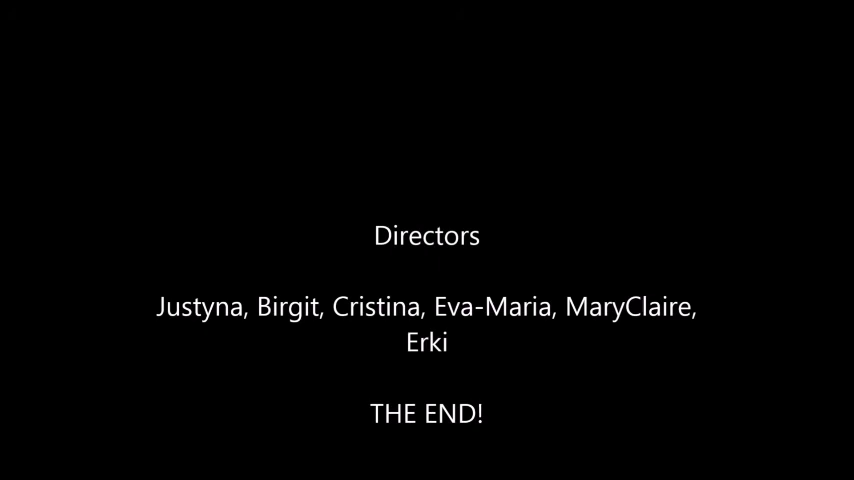 Directors
Justyna, Birgit, Cristina, Eva-Maria, MaryClaire,
Erki
THE END!